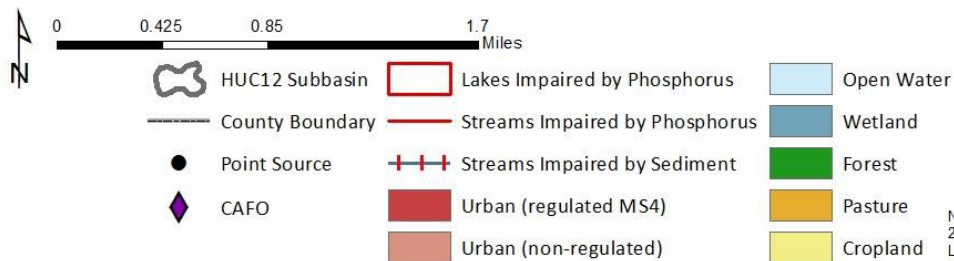 0 0.425 0.85 1.7
Miles
N
HUC12 Subbasin
County Boundary
Point Source
CAFO
Lakes Impaired by Phosphorus
Streams Impaired by Phosphorus
Streams Impaired by Sediment
Urban (regulated MS4)
Urban (non-regulated)
Open Water
Wetland
Forest
Pasture
Cropland
N
2
L